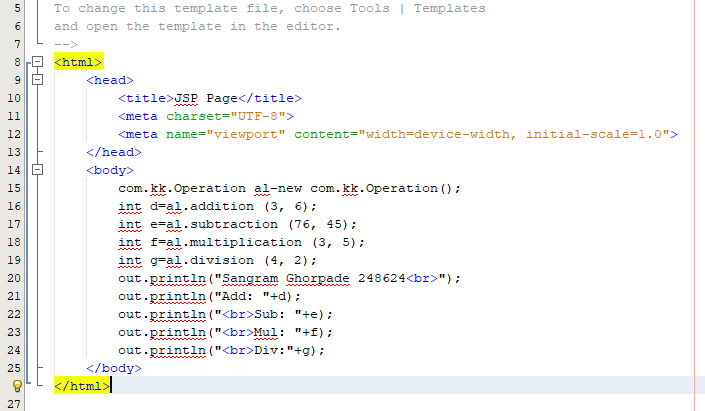 5 To change this template file, choose Tools | Templates
6 and open the template in the editor.
7 -->
8 <html>
9 <head>
10 <title>JSP Page</title>
11 <meta charset="UTF-8">
12 <meta name="viewport" content="width=device-width, initial-scale=1.0">
13 </head>
14 <body>
15 com.kk.Operation al-new com.kk.Operation();
16 int d=al.addition (3, 6);
17 int e=al.subtraction (76, 45);
18 int f=al.multiplication (3, 5);
19 int g=al.division (4, 2);
20 out.println("Sangram Ghorpade 248624<br>");
21 out.println("Add: "+d);
22 out.println("<br>Sub: "+e);
23 out.println("<br>Mul: "+f);
24 out.println("<br>Div:"+g);
25 </body>
</html>
27